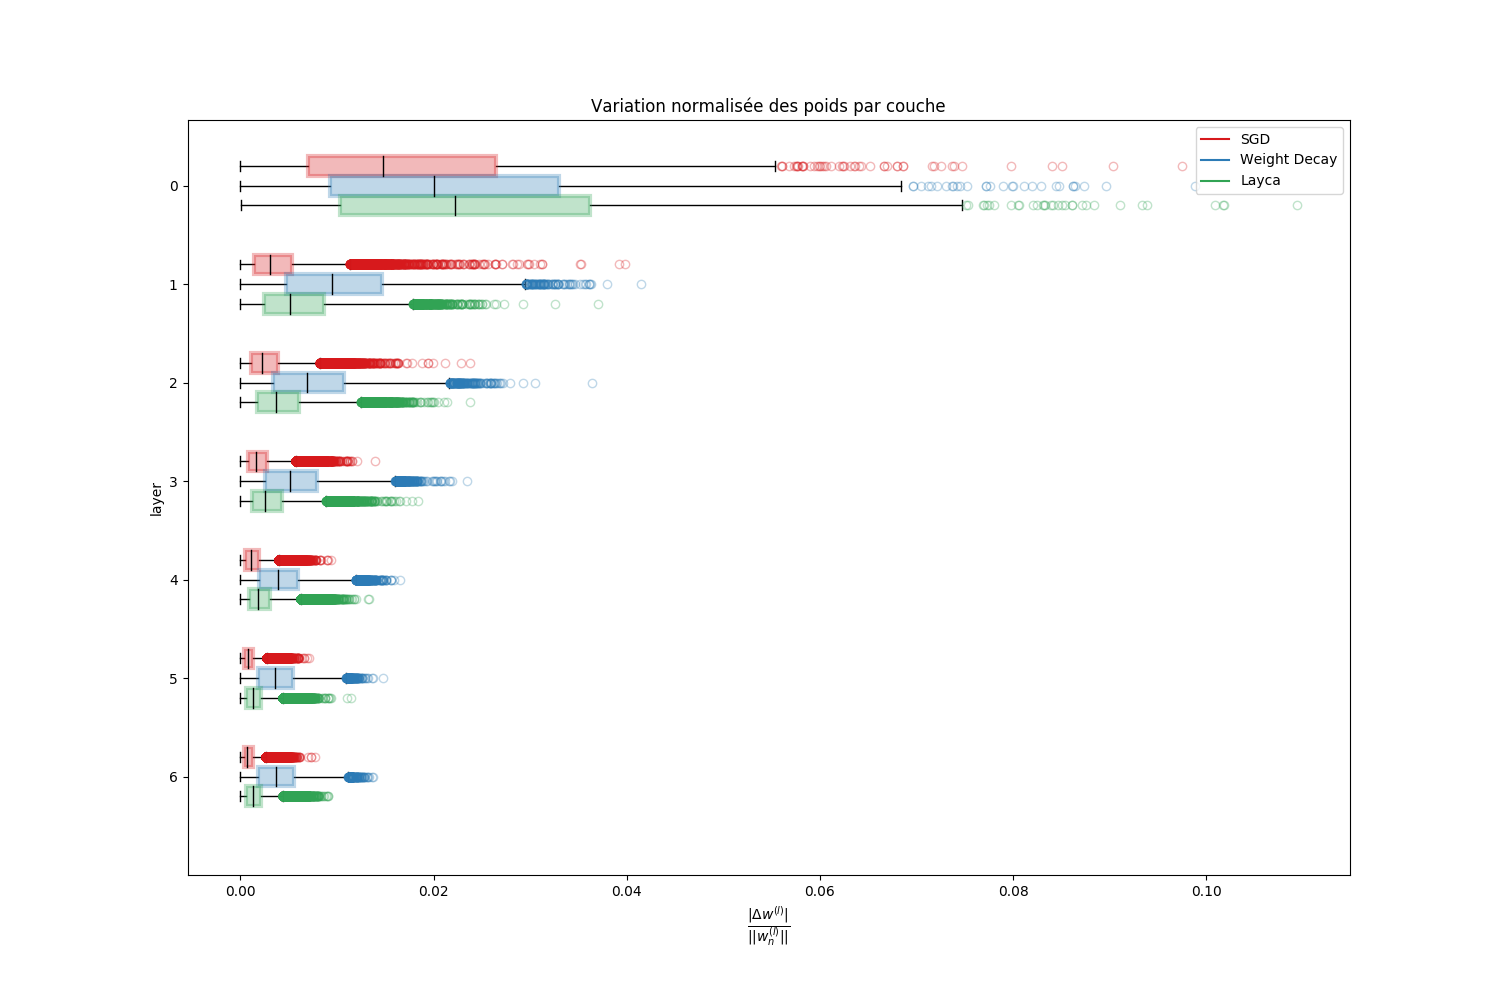 Variation normalisée des poids par couche
SGD
Weight Decay
Layca
layer
0
1
2
3
4
5
6
0.00 0.02 0.04 0.06 0.08 0.10
|Δw^{(l)}|
||w_n^{(l)}||